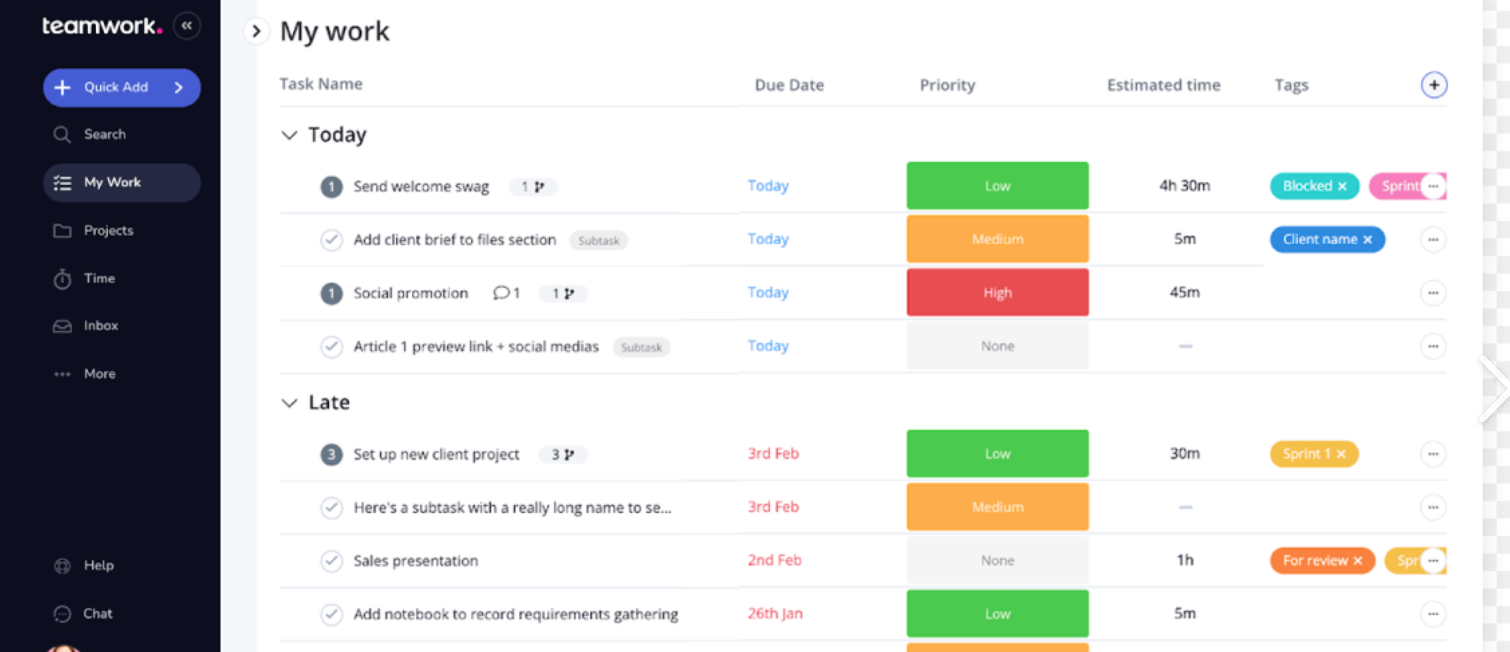 teamwork.
Quick Add
Search
My Work
Projects
Time
Inbox
More
Help
Chat
My work
Task Name Due Date Priority Estimated time Tags
Today
1 Send welcome swag 1 Today Low 4h 30m Blocked × Sprint
Add client brief to files section Subtask Today Medium 5m Client name ×
1 Social promotion 1 1 Today High 45m
Article 1 preview link + social medias Subtask Today None —
Late
3 Set up new client project 3 3rd Feb Low 30m Sprint 1 ×
Here's a subtask with a really long name to se... 3rd Feb Medium —
Sales presentation 2nd Feb None 1h For review × Spr
Add notebook to record requirements gathering 26th Jan Low 5m